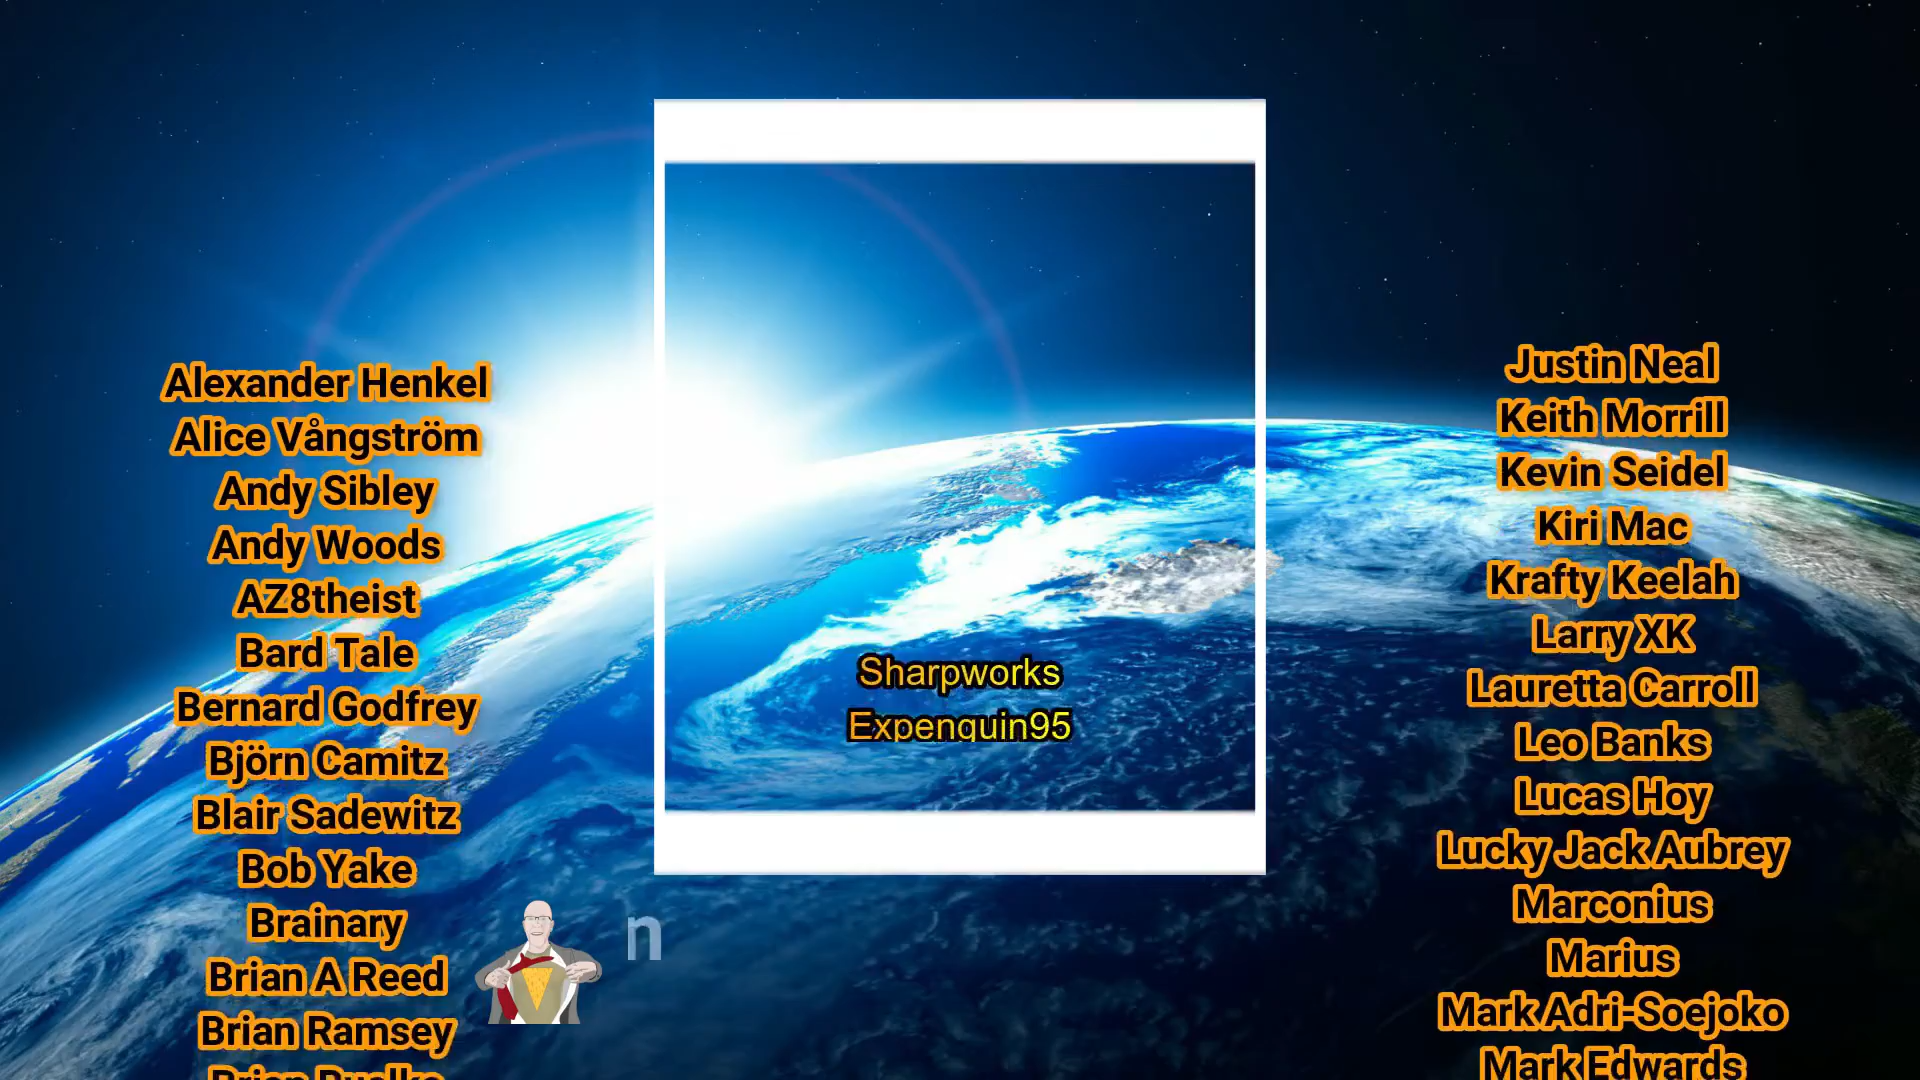 Alexander Henkel
Alice Vångström
Andy Sibley
Andy Woods
AZ8theist
Bard Tale
Bernard Godfrey
Björn Camitz
Blair Sadewitz
Bob Yake
Brainary
Brian A Reed
Brian Ramsey
Sharpworks
Expenguin95
n
Justin Neal
Keith Morrill
Kevin Seidel
Kiri Mac
Krafty Keelah
Larry XK
Lauretta Carroll
Leo Banks
Lucas Hoy
Lucky Jack Aubrey
Marconius
Marius
Mark Adri-Soejoko
Mark Edwards